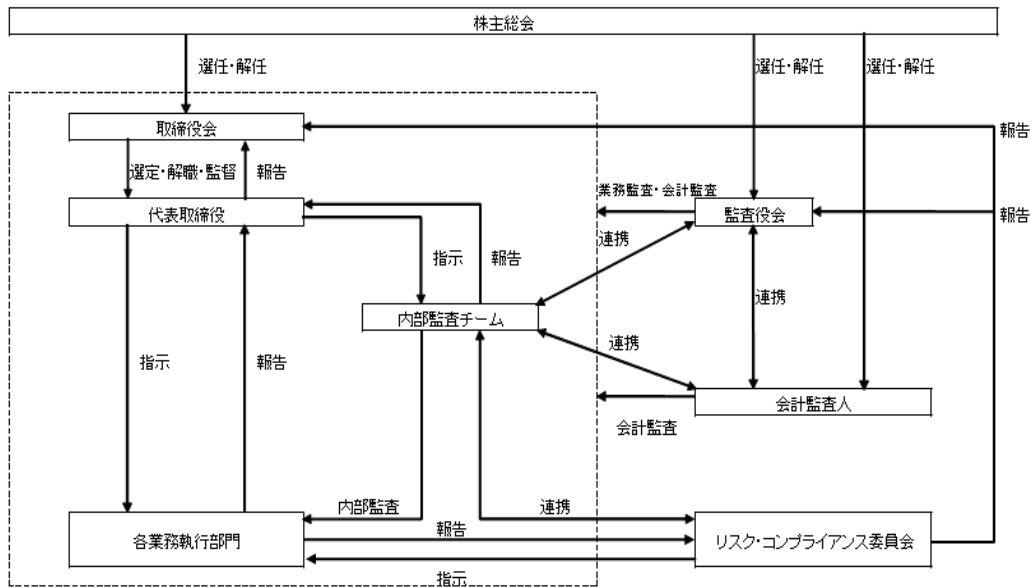 株主総会
選任・解任
選任・解任
選任・解任
取締役会
報告
選定・解職・監督
報告
業務監査・会計監査
代表取締役
監査役会
報告
連携
指示
報告
連携
内部監査チーム
連携
指示
報告
会計監査人
会計監査
内部監査
連携
報告
各業務執行部門
リスク・コンプライアンス委員会
指示